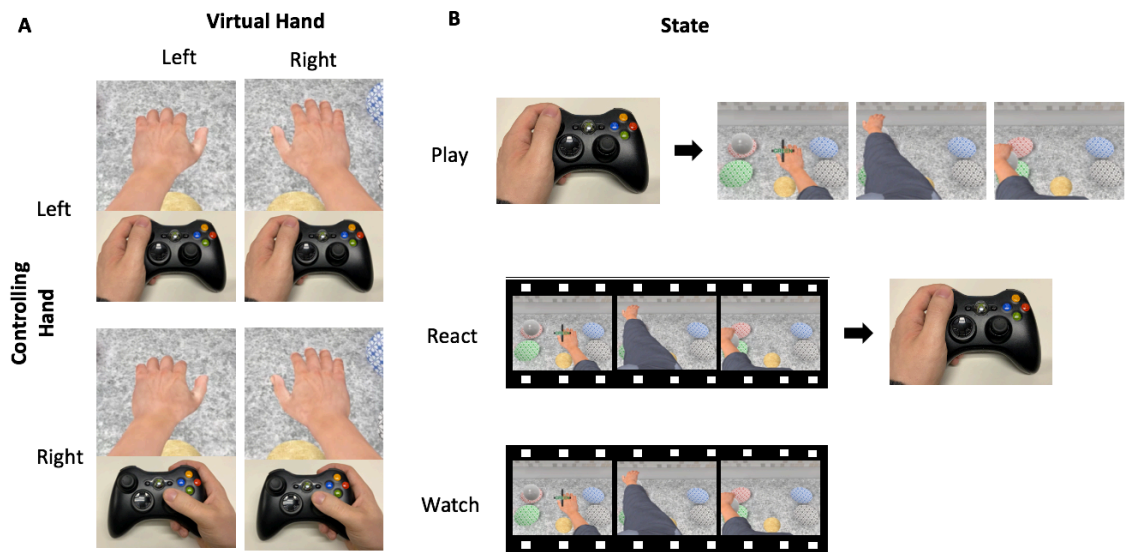 A
Virtual Hand
Left
Right
Left
Controlling
Hand
Right
B
State
Play
React
Watch